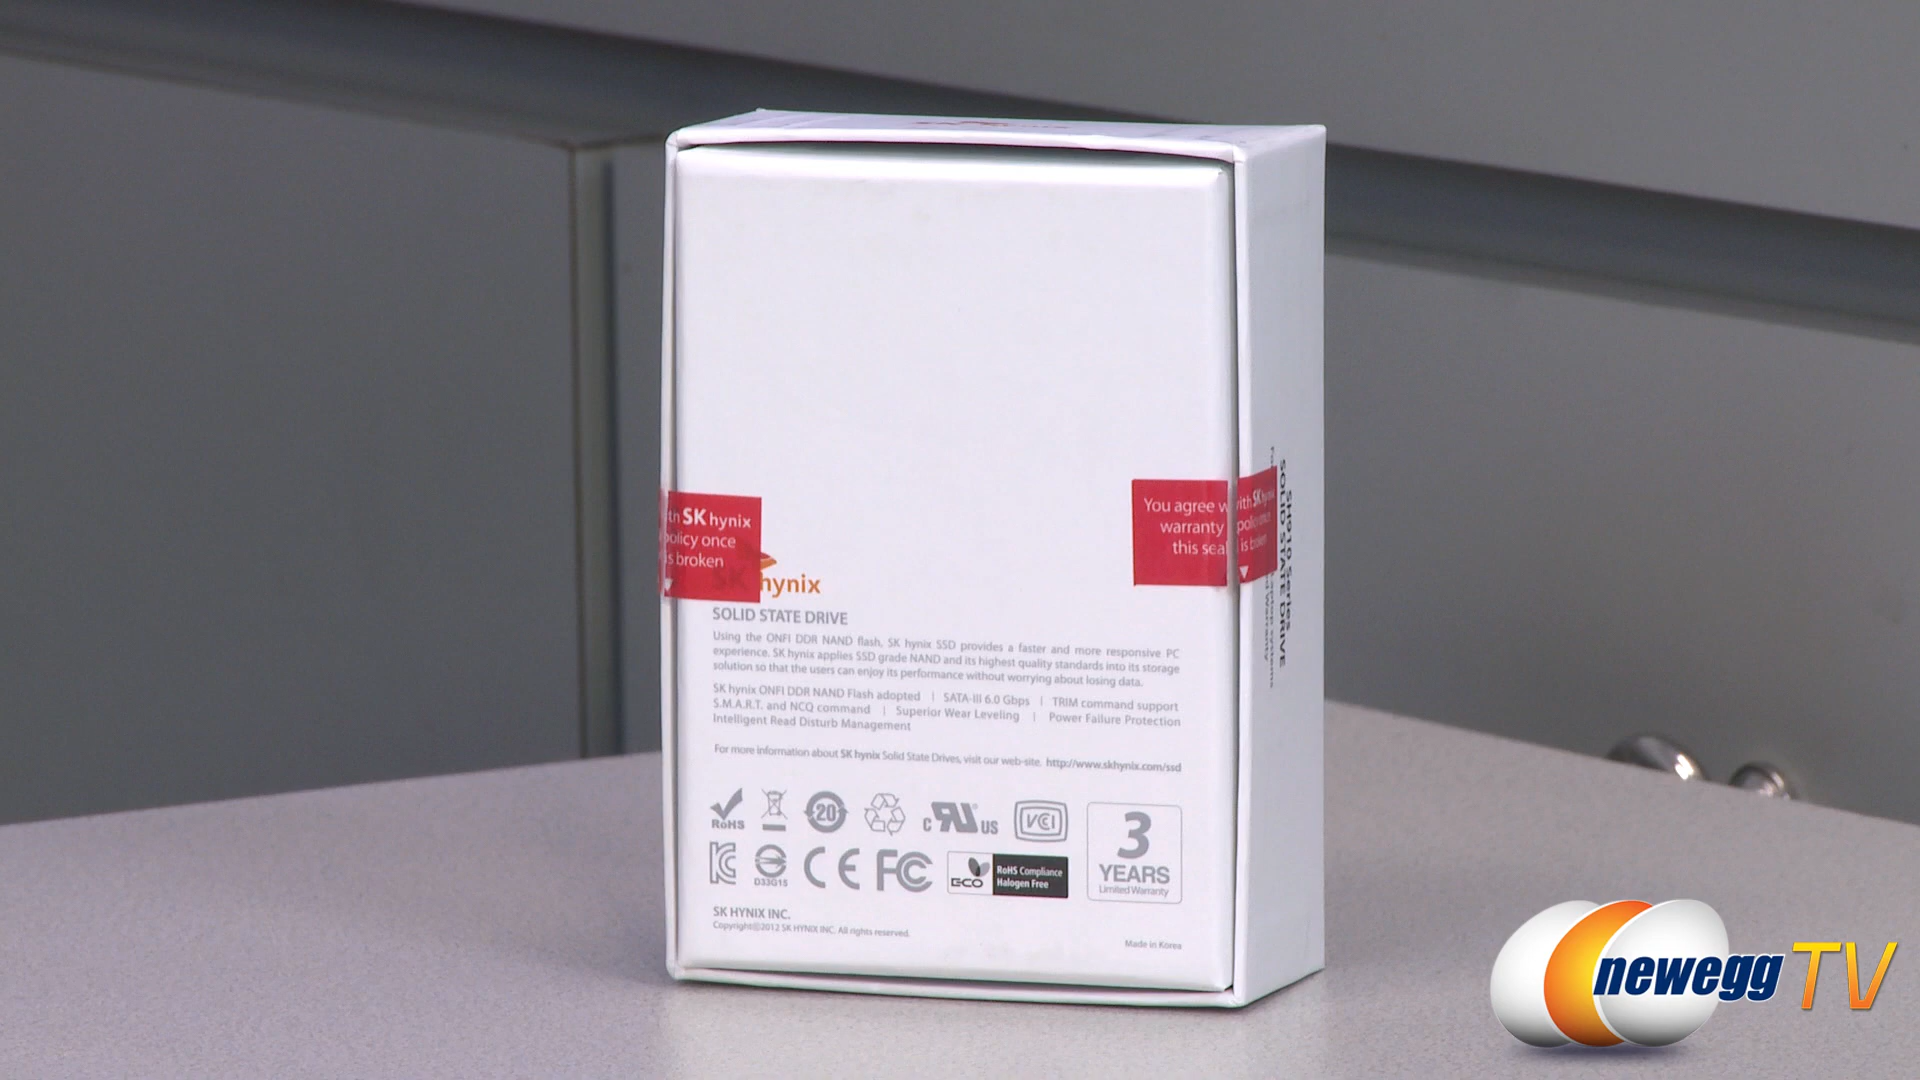 th SK hynix
policy once
is broken
You agree with SK hynix
warranty policy once
this seal is broken
SK hynix
SOLID STATE DRIVE
Using the ONFI DDR NAND flash, SK hynix SSD provides a faster and more responsive PC
experience. SK hynix applies SSD grade NAND and its highest quality standards into its storage
solution so that the users can enjoy its performance without worrying about losing data.
SK hynix ONFI DDR NAND Flash adopted | SATA-III 6.0 Gbps | TRIM command support
S.M.A.R.T. and NCQ command | Superior Wear Leveling | Power Failure Protection
Intelligent Read Disturb Management
For more information about SK hynix Solid State Drives, visit our web-site. http://www.skhynix.com/ssd
RoHS
20
c RU US
VCI
3
YEARS
Limited Warranty
D33G15
CE FC
ECO
RoHS Compliance
Halogen Free
SK HYNIX INC.
Copyright©2012 SK HYNIX INC. All rights reserved.
Made in Korea
SH910 Series
SOLID STATE DRIVE
newegg TV